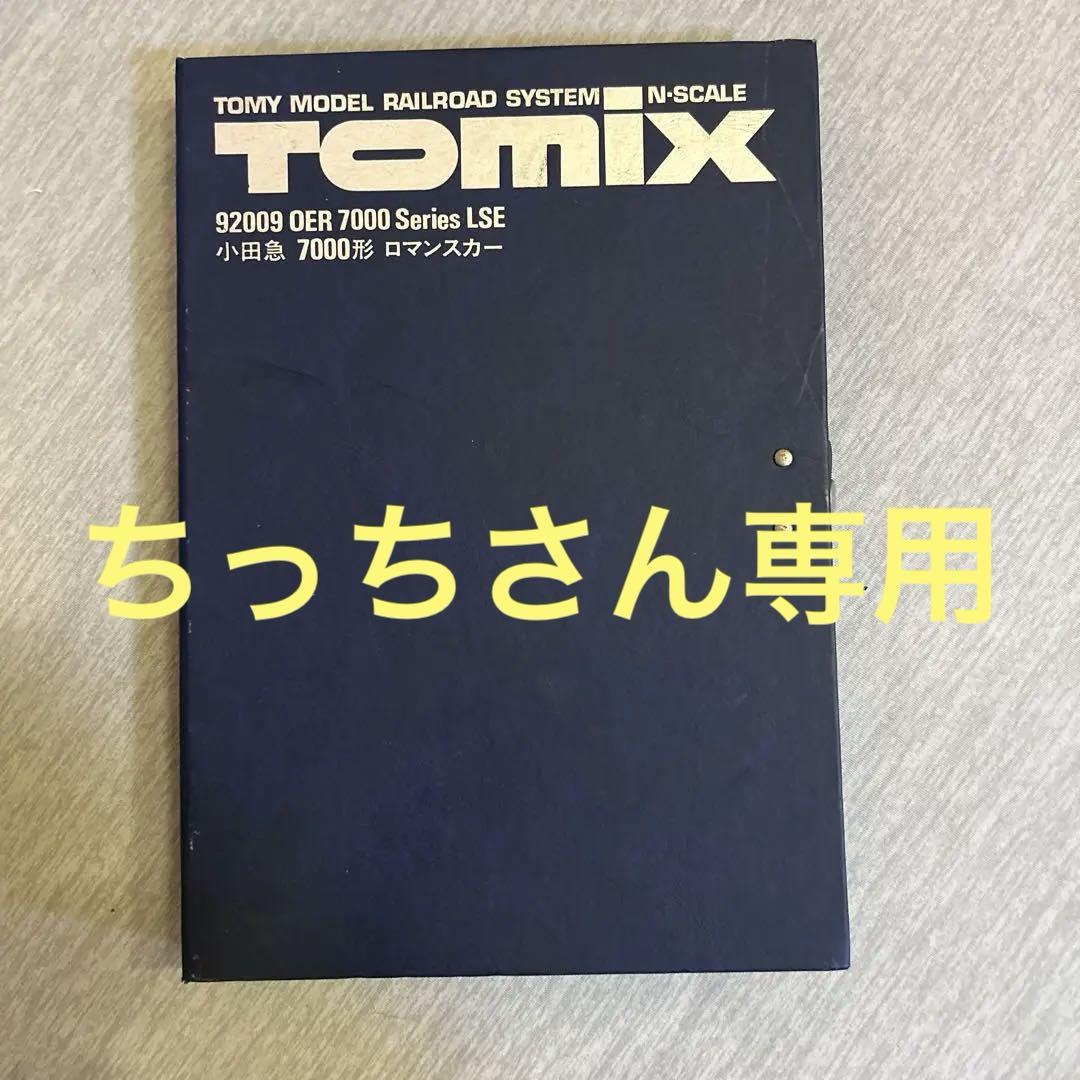 TOMY MODEL RAILROAD SYSTEM N-SCALE
TOMIX
92009 OER 7000 Series LSE
小田急 7000形 ロマンスカー
ちっちさん専用